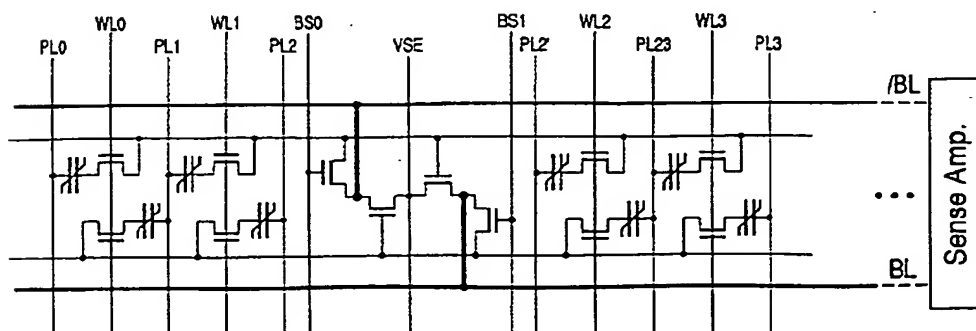 WL0 WL1 BS0 BS1 WL2 WL3
PL0 PL1 PL2 VSE PL2' PL23 PL3
/BL
Sense Amp.
BL